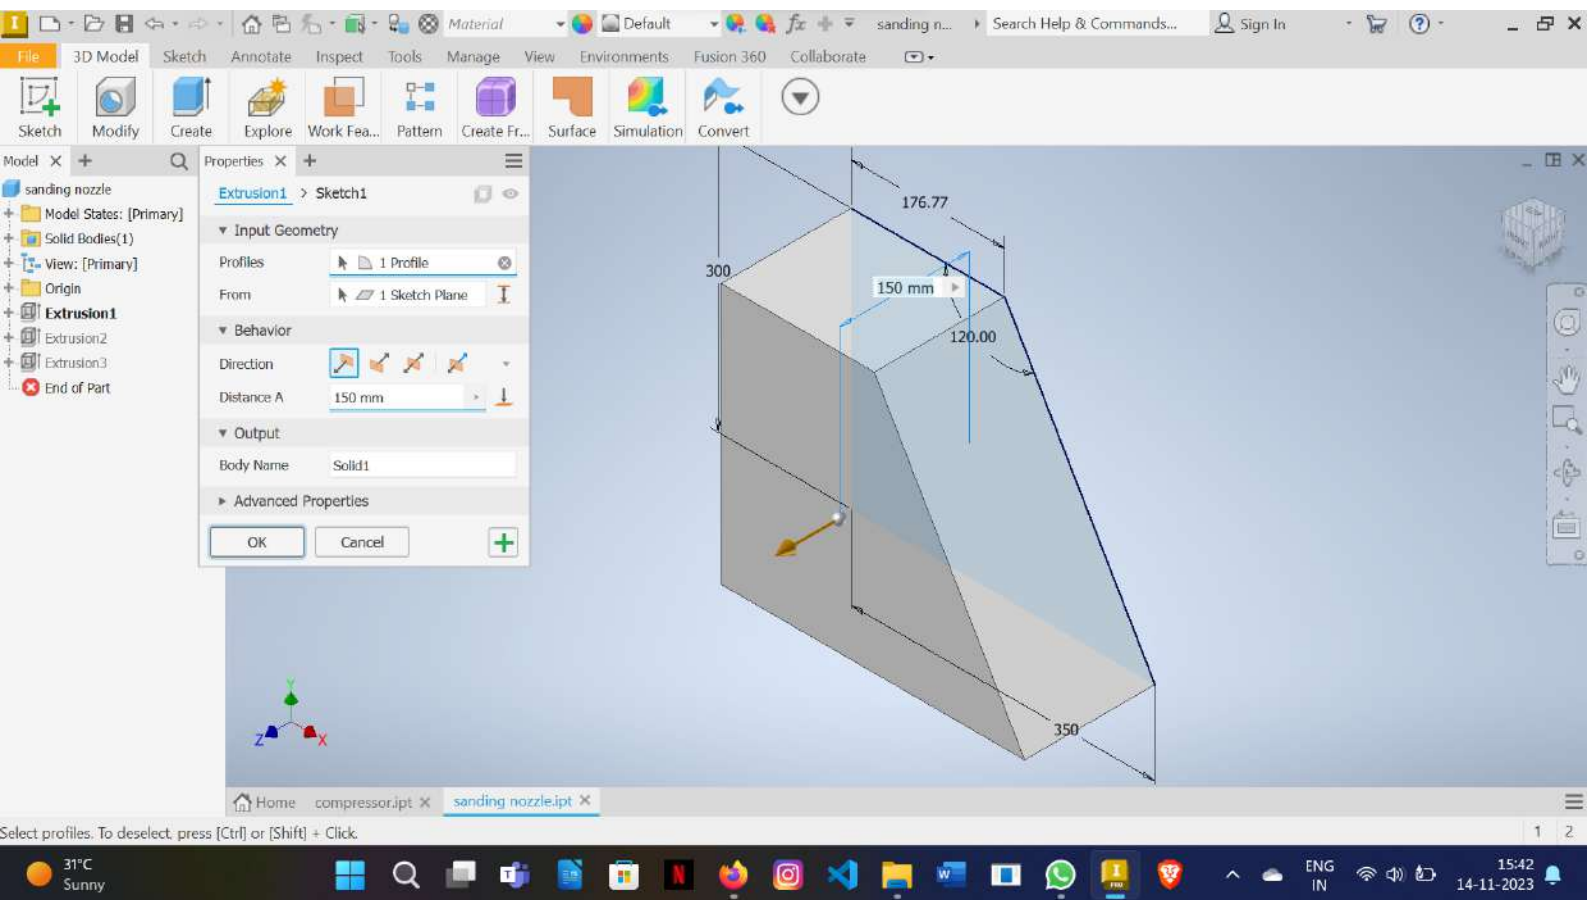 I Material Default fx sanding n... Search Help & Commands... Sign In
File 3D Model Sketch Annotate Inspect Tools Manage View Environments Fusion 360 Collaborate
Sketch Modify Create Explore Work Fea... Pattern Create Fr... Surface Simulation Convert
Model Properties
sanding nozzle
Model States: [Primary]
Solid Bodies(1)
View: [Primary]
Origin
Extrusion1
Extrusion2
Extrusion3
End of Part
Extrusion1 > Sketch1
Input Geometry
Profiles 1 Profile
From 1 Sketch Plane
Behavior
Direction
Distance A 150 mm
Output
Body Name Solid1
Advanced Properties
OK Cancel
176.77
300
150 mm
120.00
350
Y
Z X
Home compressor.ipt sanding nozzle.ipt
Select profiles. To deselect, press [Ctrl] or [Shift] + Click.
1 2
31°C
Sunny
ENG
IN
15:42
14-11-2023